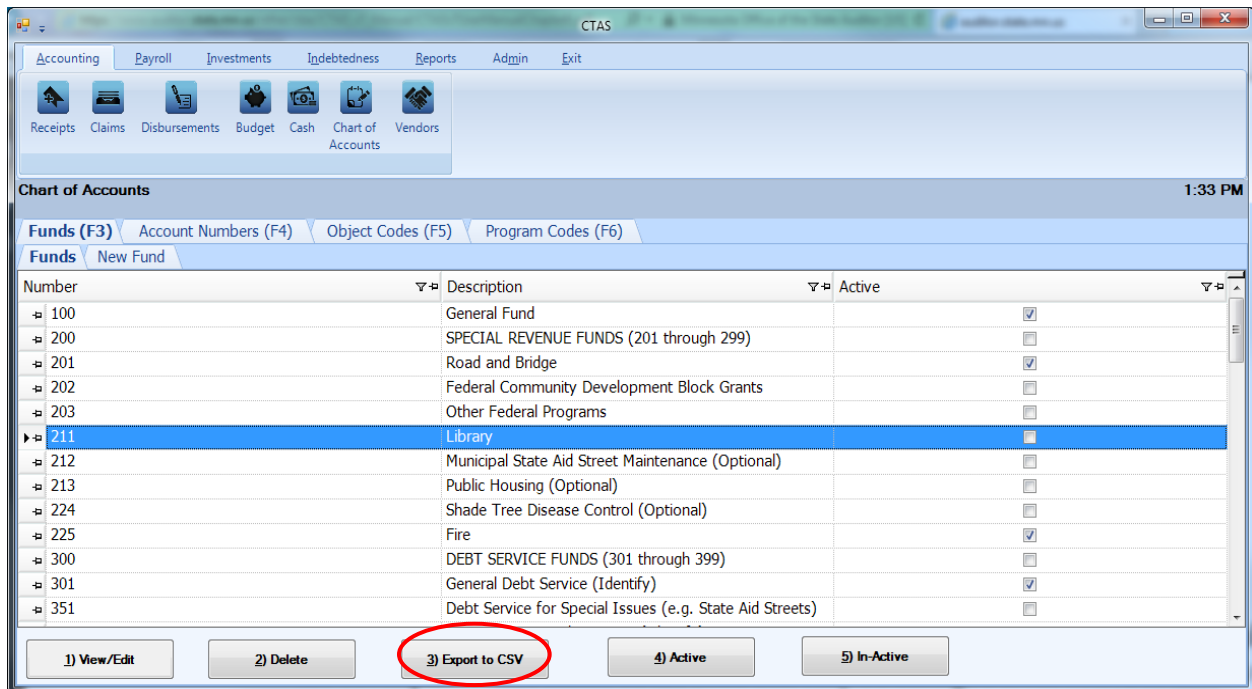 CTAS
Accounting Payroll Investments Indebtedness Reports Admin Exit
Receipts Claims Disbursements Budget Cash Chart of Accounts Vendors
Chart of Accounts 1:33 PM
Funds (F3) Account Numbers (F4) Object Codes (F5) Program Codes (F6)
Funds New Fund
Number Description Active
100 General Fund
200 SPECIAL REVENUE FUNDS (201 through 299)
201 Road and Bridge
202 Federal Community Development Block Grants
203 Other Federal Programs
211 Library
212 Municipal State Aid Street Maintenance (Optional)
213 Public Housing (Optional)
224 Shade Tree Disease Control (Optional)
225 Fire
300 DEBT SERVICE FUNDS (301 through 399)
301 General Debt Service (Identify)
351 Debt Service for Special Issues (e.g. State Aid Streets)
1) View/Edit 2) Delete 3) Export to CSV 4) Active 5) In-Active